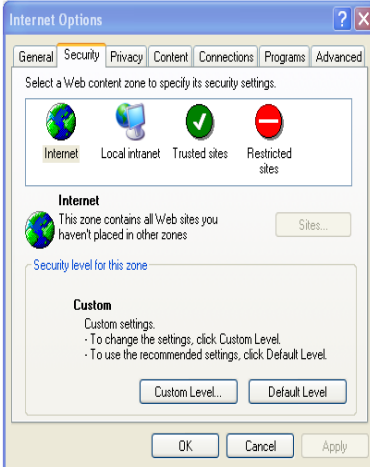 Internet Options
General Security Privacy Content Connections Programs Advanced
Select a Web content zone to specify its security settings.
Internet Local intranet Trusted sites Restricted sites
Internet
This zone contains all Web sites you
haven't placed in other zones
Sites...
Security level for this zone
Custom
Custom settings.
- To change the settings, click Custom Level.
- To use the recommended settings, click Default Level.
Custom Level... Default Level
OK Cancel Apply